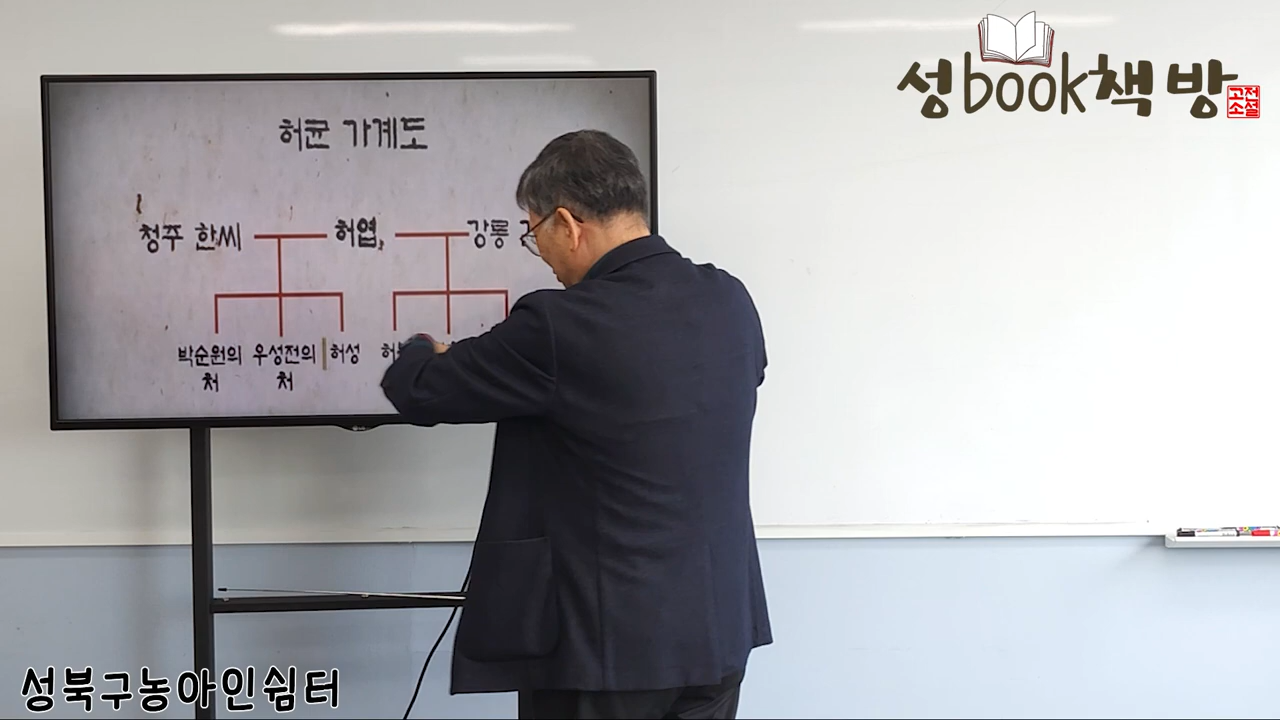 성book책방
고전
소설
허균 가계도
청주 한씨 허엽 강릉
박순원의 우성전의 허성
처 처
성북구농아인쉼터